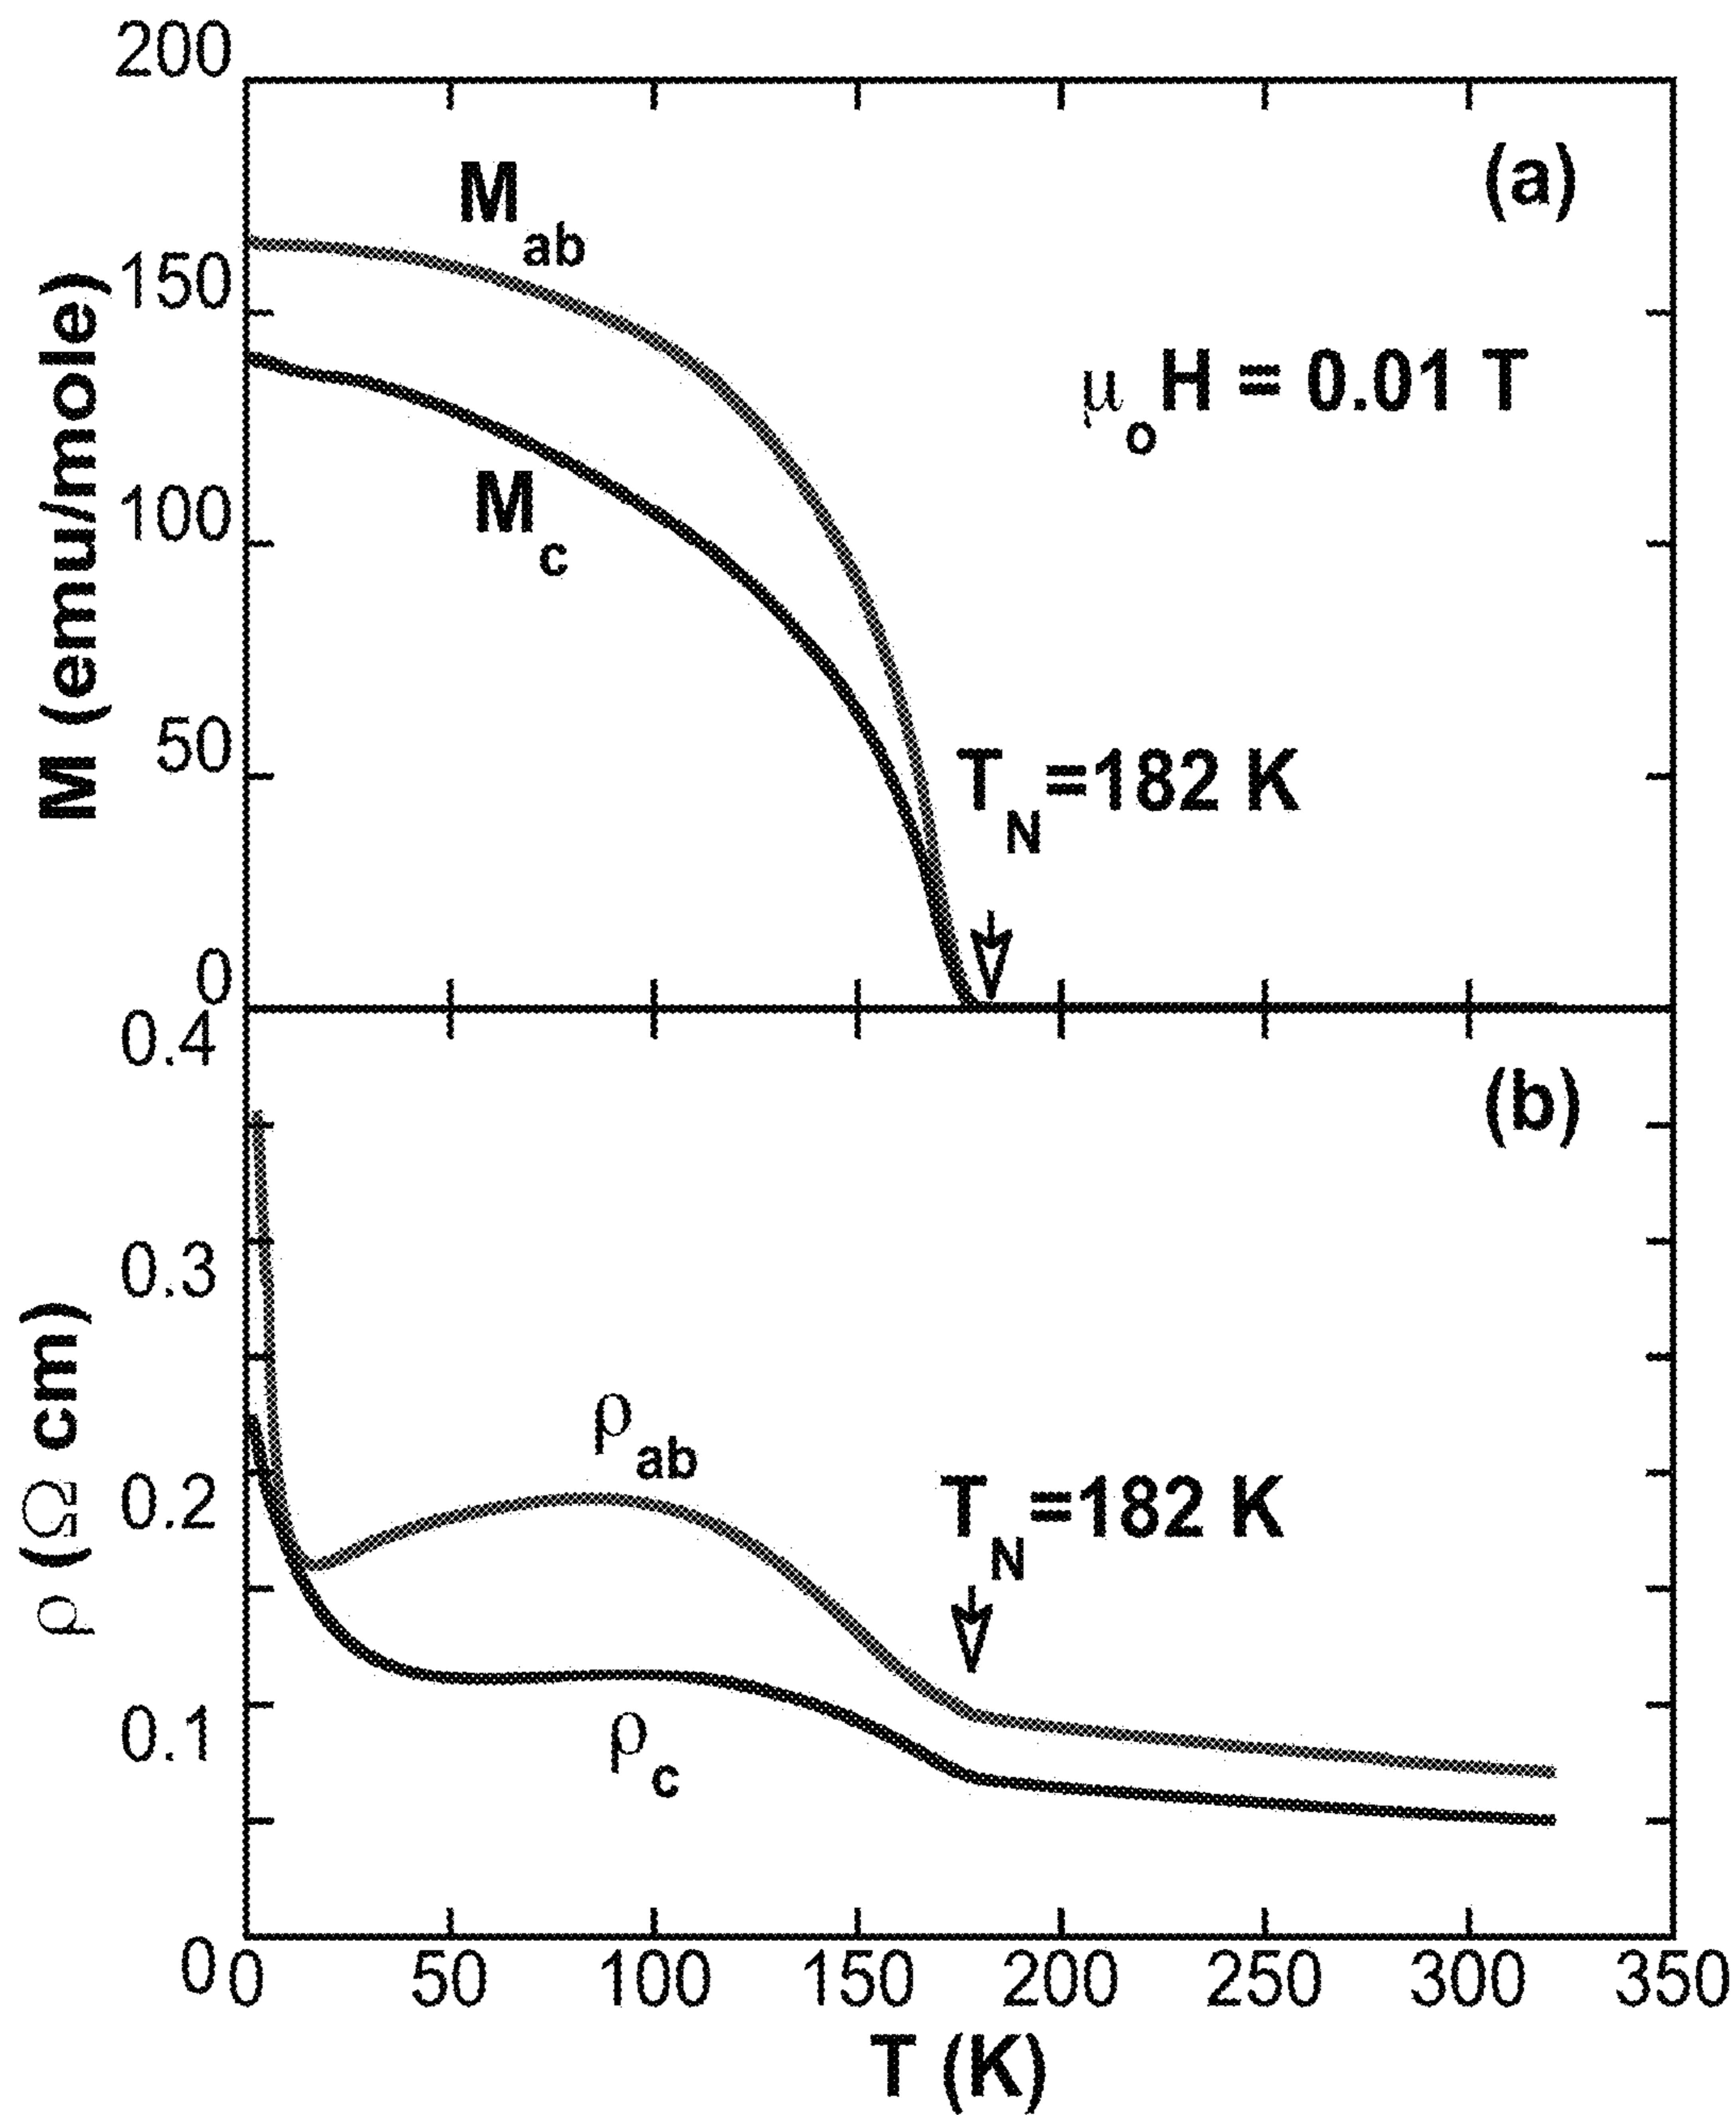 200
(a)
M_ab
150
μ_oH = 0.01 T
M (emu/mole)
100
M_c
50
T_N=182 K
0
0.4
(b)
0.3
ρ (Ω cm)
ρ_ab
0.2
T_N=182 K
0.1
ρ_c
0
0 50 100 150 200 250 300 350
T (K)